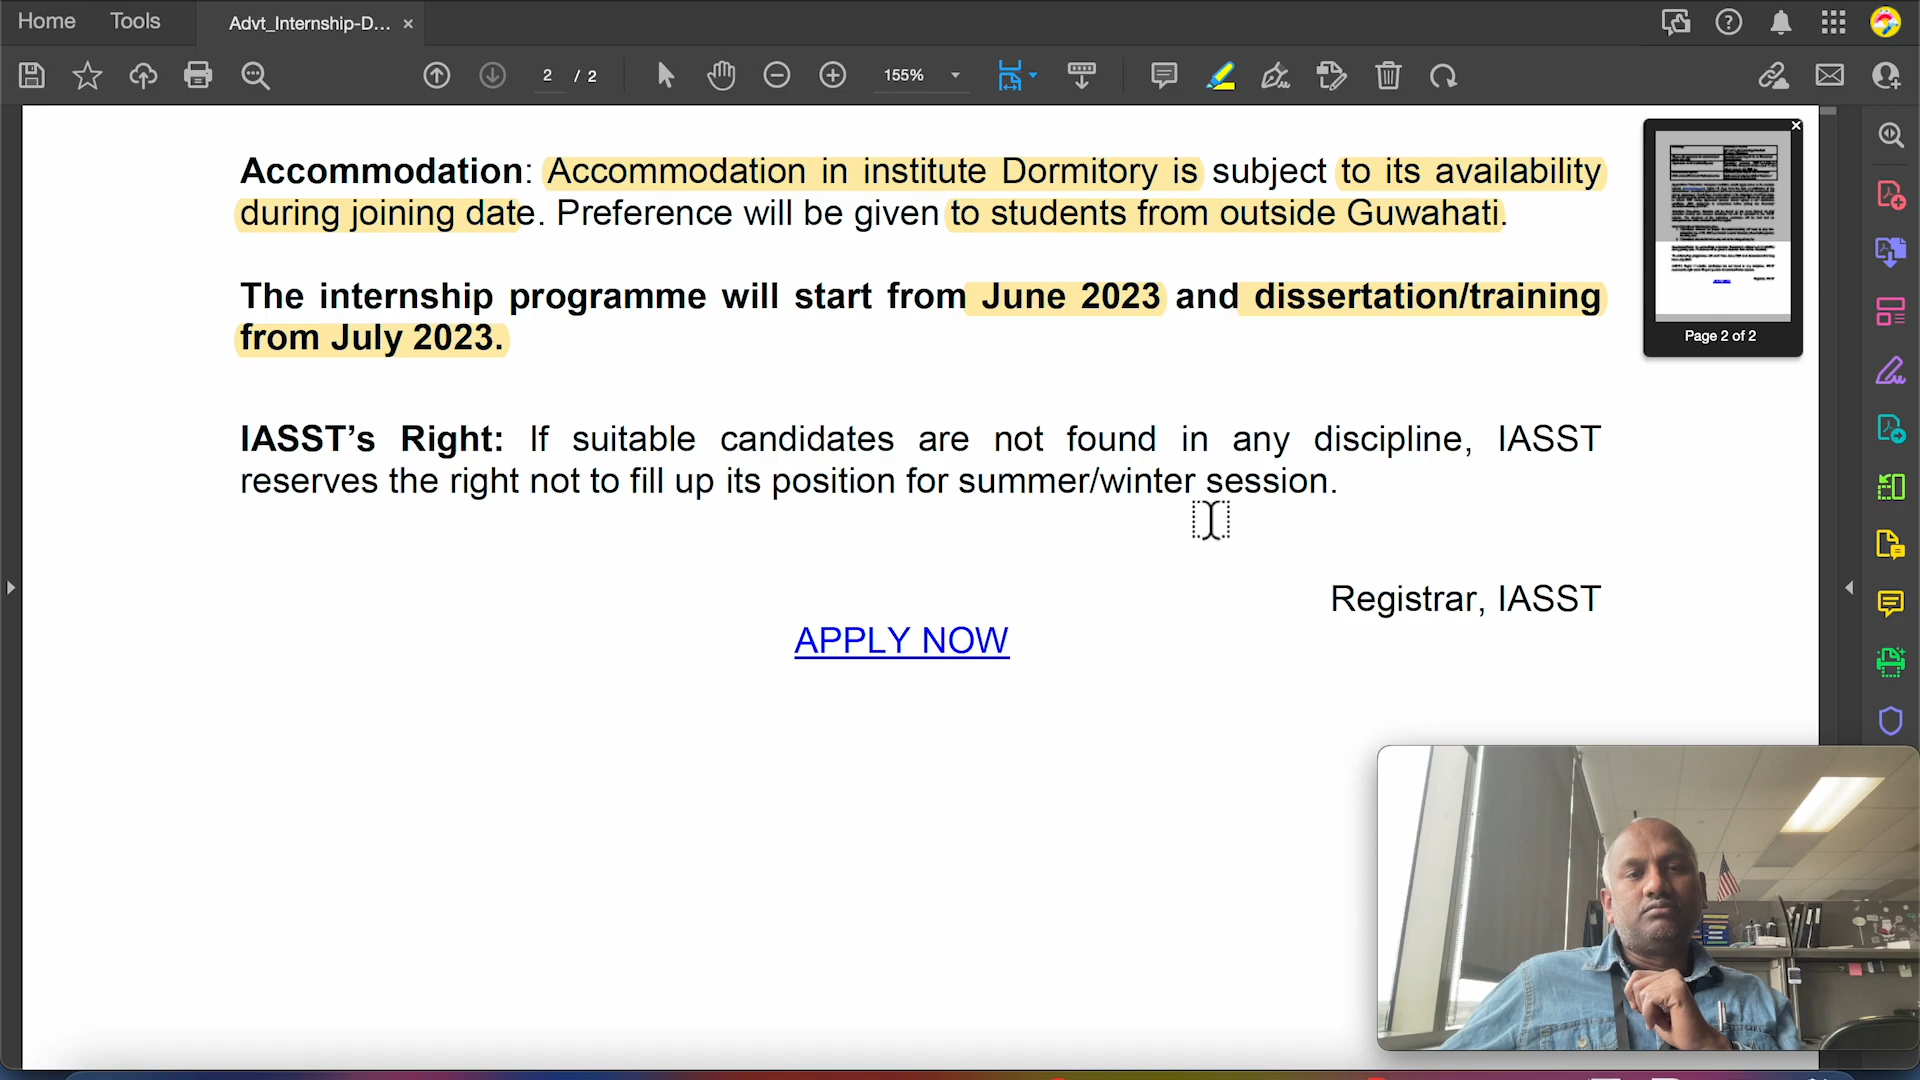 Home Tools Advt_Internship-D... ×
2 / 2 155%
Accommodation: Accommodation in institute Dormitory is subject to its availability
during joining date. Preference will be given to students from outside Guwahati.
The internship programme will start from June 2023 and dissertation/training
from July 2023.
Page 2 of 2
IASST’s Right: If suitable candidates are not found in any discipline, IASST
reserves the right not to fill up its position for summer/winter session.
Registrar, IASST
APPLY NOW